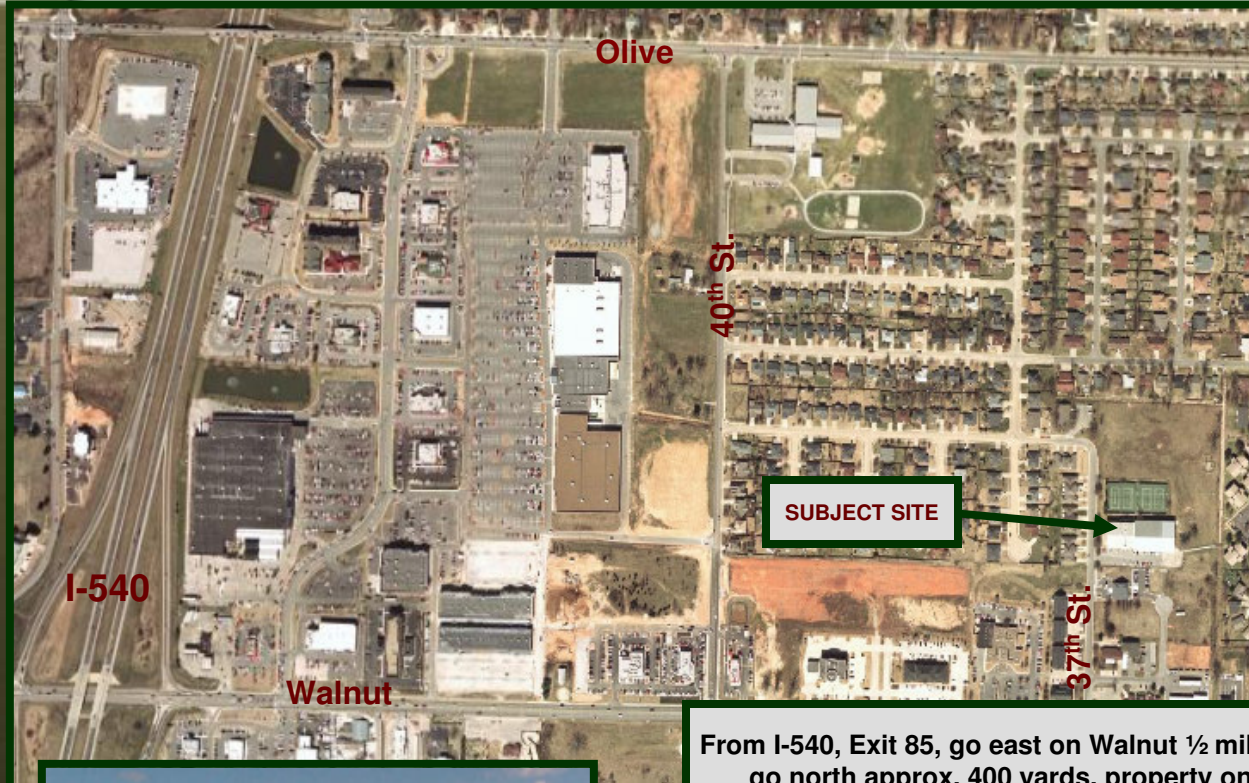 Olive
40th St.
SUBJECT SITE
I-540
37th St.
Walnut
From I-540, Exit 85, go east on Walnut ½ mil
go north approx. 400 yards, property on